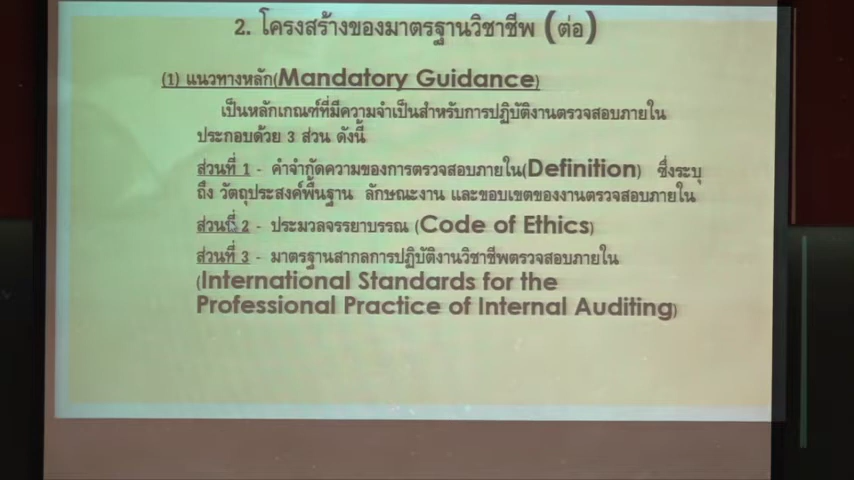 2. โครงสร้างของมาตรฐานวิชาชีพ (ต่อ)
(1) แนวทางหลัก(Mandatory Guidance)
เป็นหลักเกณฑ์ที่มีความจำเป็นสำหรับการปฏิบัติงานตรวจสอบภายใน
ประกอบด้วย 3 ส่วน ดังนี้
ส่วนที่ 1 - คำจำกัดความของการตรวจสอบภายใน(Definition) ซึ่งระบุ
ถึง วัตถุประสงค์พื้นฐาน ลักษณะงาน และขอบเขตของงานตรวจสอบภายใน
ส่วนที่ 2 - ประมวลจรรยาบรรณ (Code of Ethics)
ส่วนที่ 3 - มาตรฐานสากลการปฏิบัติงานวิชาชีพตรวจสอบภายใน
(International Standards for the
Professional Practice of Internal Auditing)